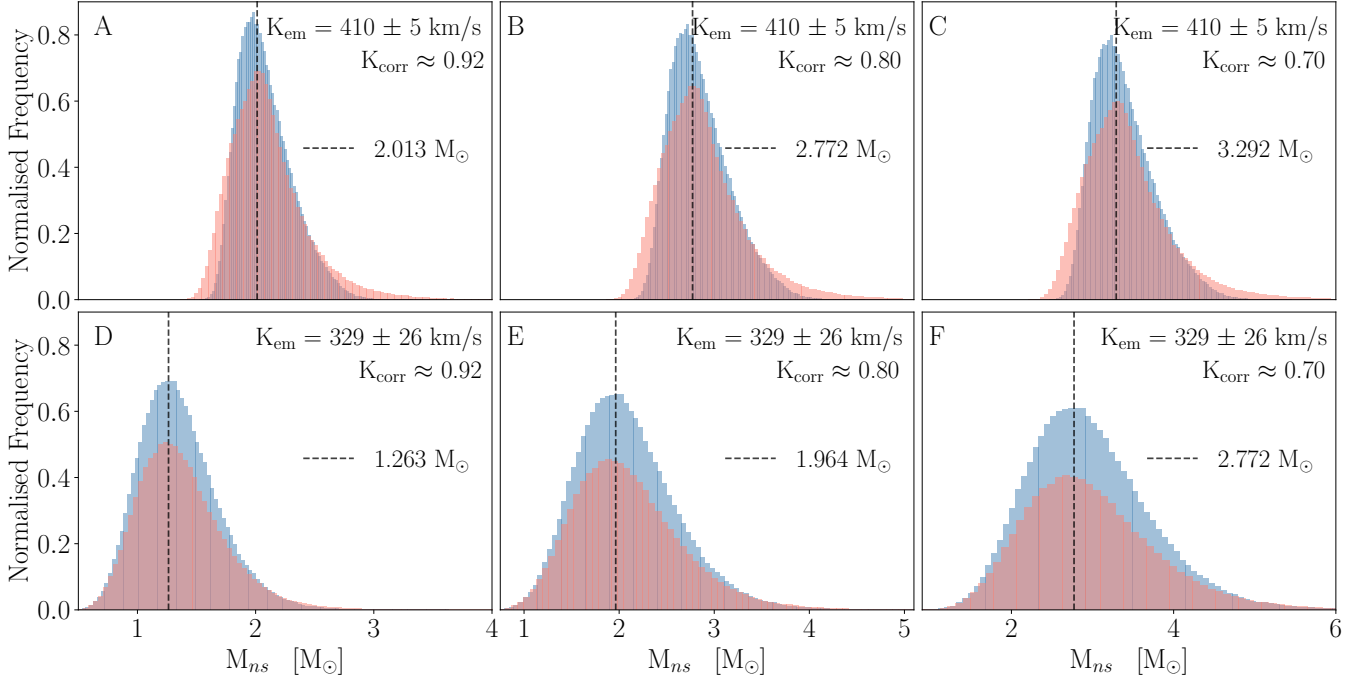 A
K_em = 410 ± 5 km/s
K_corr ≈ 0.92
2.013 M_⊙
B
K_em = 410 ± 5 km/s
K_corr ≈ 0.80
2.772 M_⊙
C
K_em = 410 ± 5 km/s
K_corr ≈ 0.70
3.292 M_⊙
Normalised Frequency
0.8
0.6
0.4
0.2
0.0
D
K_em = 329 ± 26 km/s
K_corr ≈ 0.92
1.263 M_⊙
E
K_em = 329 ± 26 km/s
K_corr ≈ 0.80
1.964 M_⊙
F
K_em = 329 ± 26 km/s
K_corr ≈ 0.70
2.772 M_⊙
Normalised Frequency
0.8
0.6
0.4
0.2
0.0
1 2 3 4
1 2 3 4 5
2 4 6
M_ns [M_⊙]
M_ns [M_⊙]
M_ns [M_⊙]